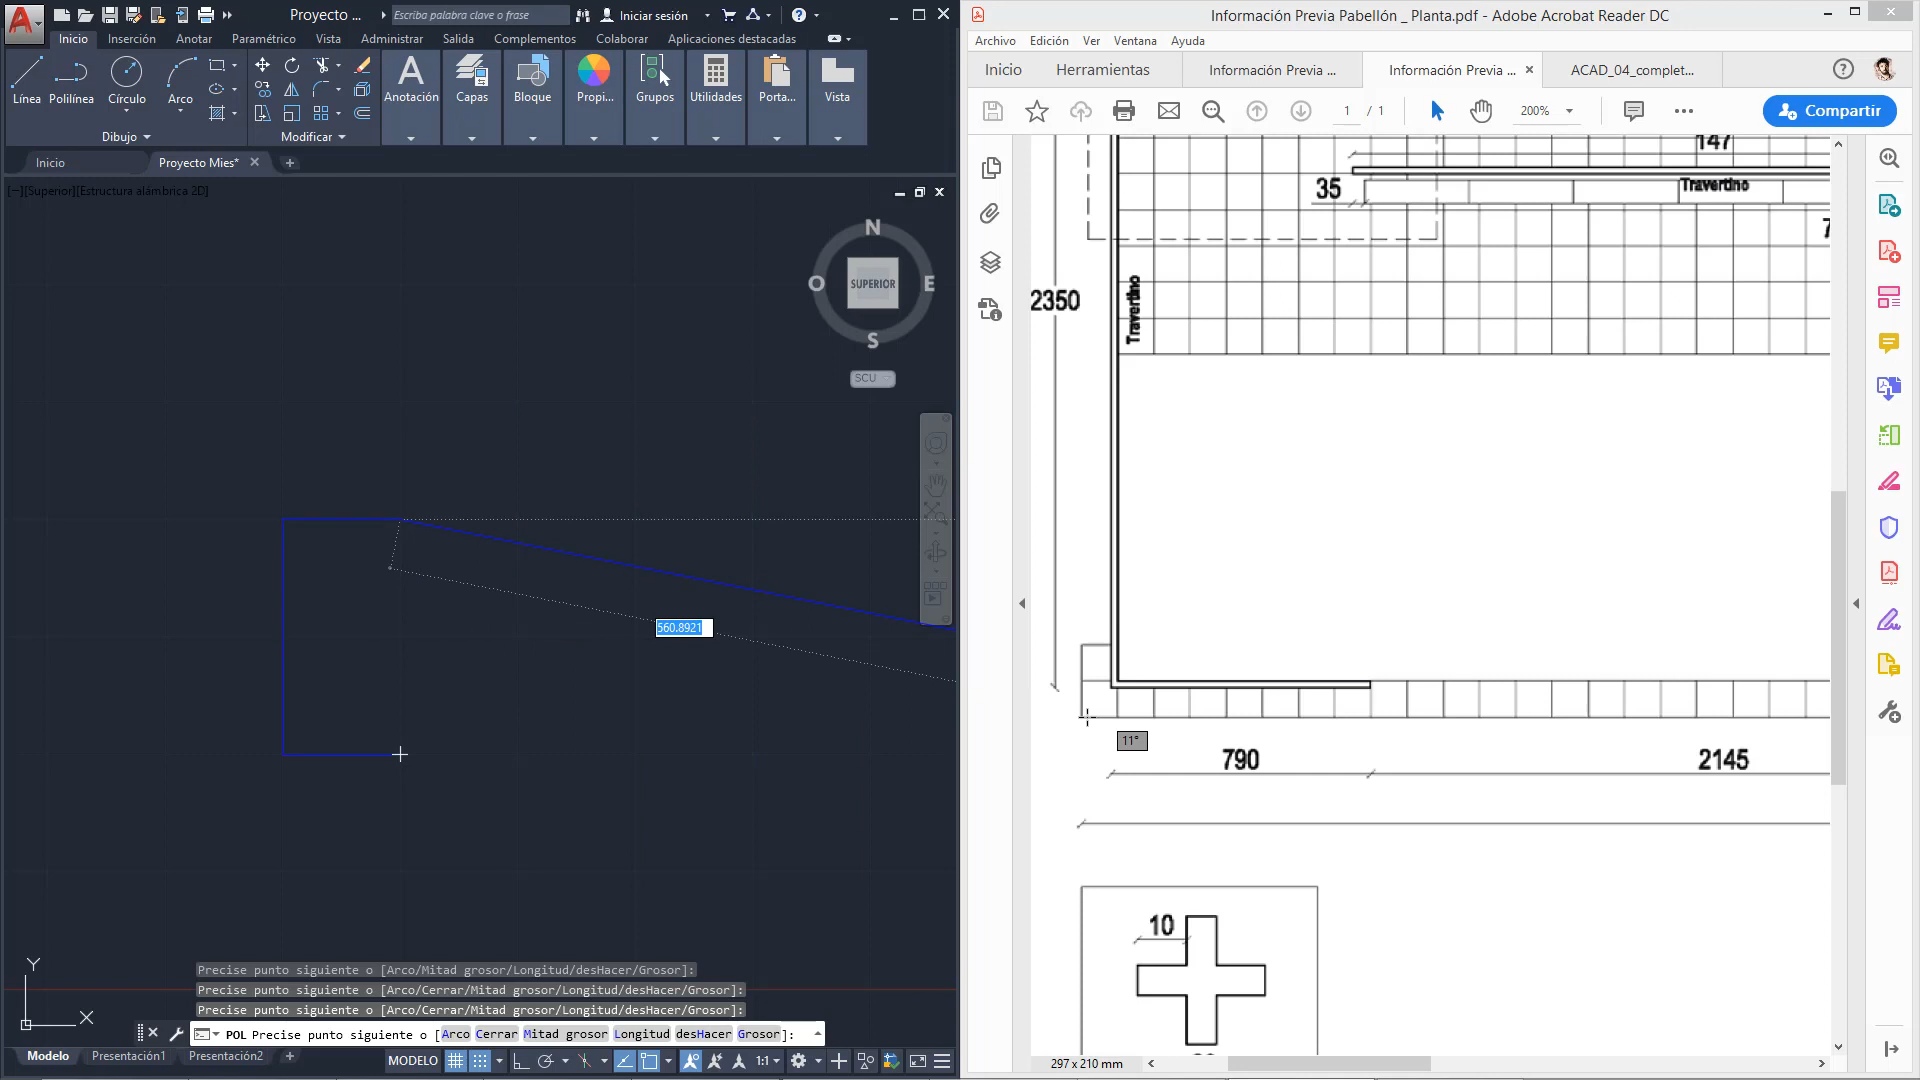 Proyecto ...
Escriba palabra clave o frase
Iniciar sesión
Inicio
Inserción
Anotar
Paramétrico
Vista
Administrar
Salida
Complementos
Colaborar
Aplicaciones destacadas
Línea
Polilínea
Círculo
Arco
Anotación
Capas
Bloque
Propi...
Grupos
Utilidades
Porta...
Vista
Dibujo
Modificar
Inicio
Proyecto Mies*
[−][Superior][Estructura alámbrica 2D]
N
O
SUPERIOR
E
S
SCU
560.8921
Y
X
Precise punto siguiente o [Arco/Mitad grosor/Longitud/desHacer/Grosor]:
Precise punto siguiente o [Arco/Cerrar/Mitad grosor/Longitud/desHacer/Grosor]:
Precise punto siguiente o [Arco/Cerrar/Mitad grosor/Longitud/desHacer/Grosor]:
POL Precise punto siguiente o [Arco Cerrar Mitad grosor Longitud desHacer Grosor]:
Modelo
Presentación1
Presentación2
MODELO
1:1
Información Previa Pabellón _ Planta.pdf - Adobe Acrobat Reader DC
Archivo
Edición
Ver
Ventana
Ayuda
Inicio
Herramientas
Información Previa ...
Información Previa ...
ACAD_04_complet...
1 / 1
200%
Compartir
147
35
Travertino
2350
Travertino
11°
790
2145
10
297 x 210 mm